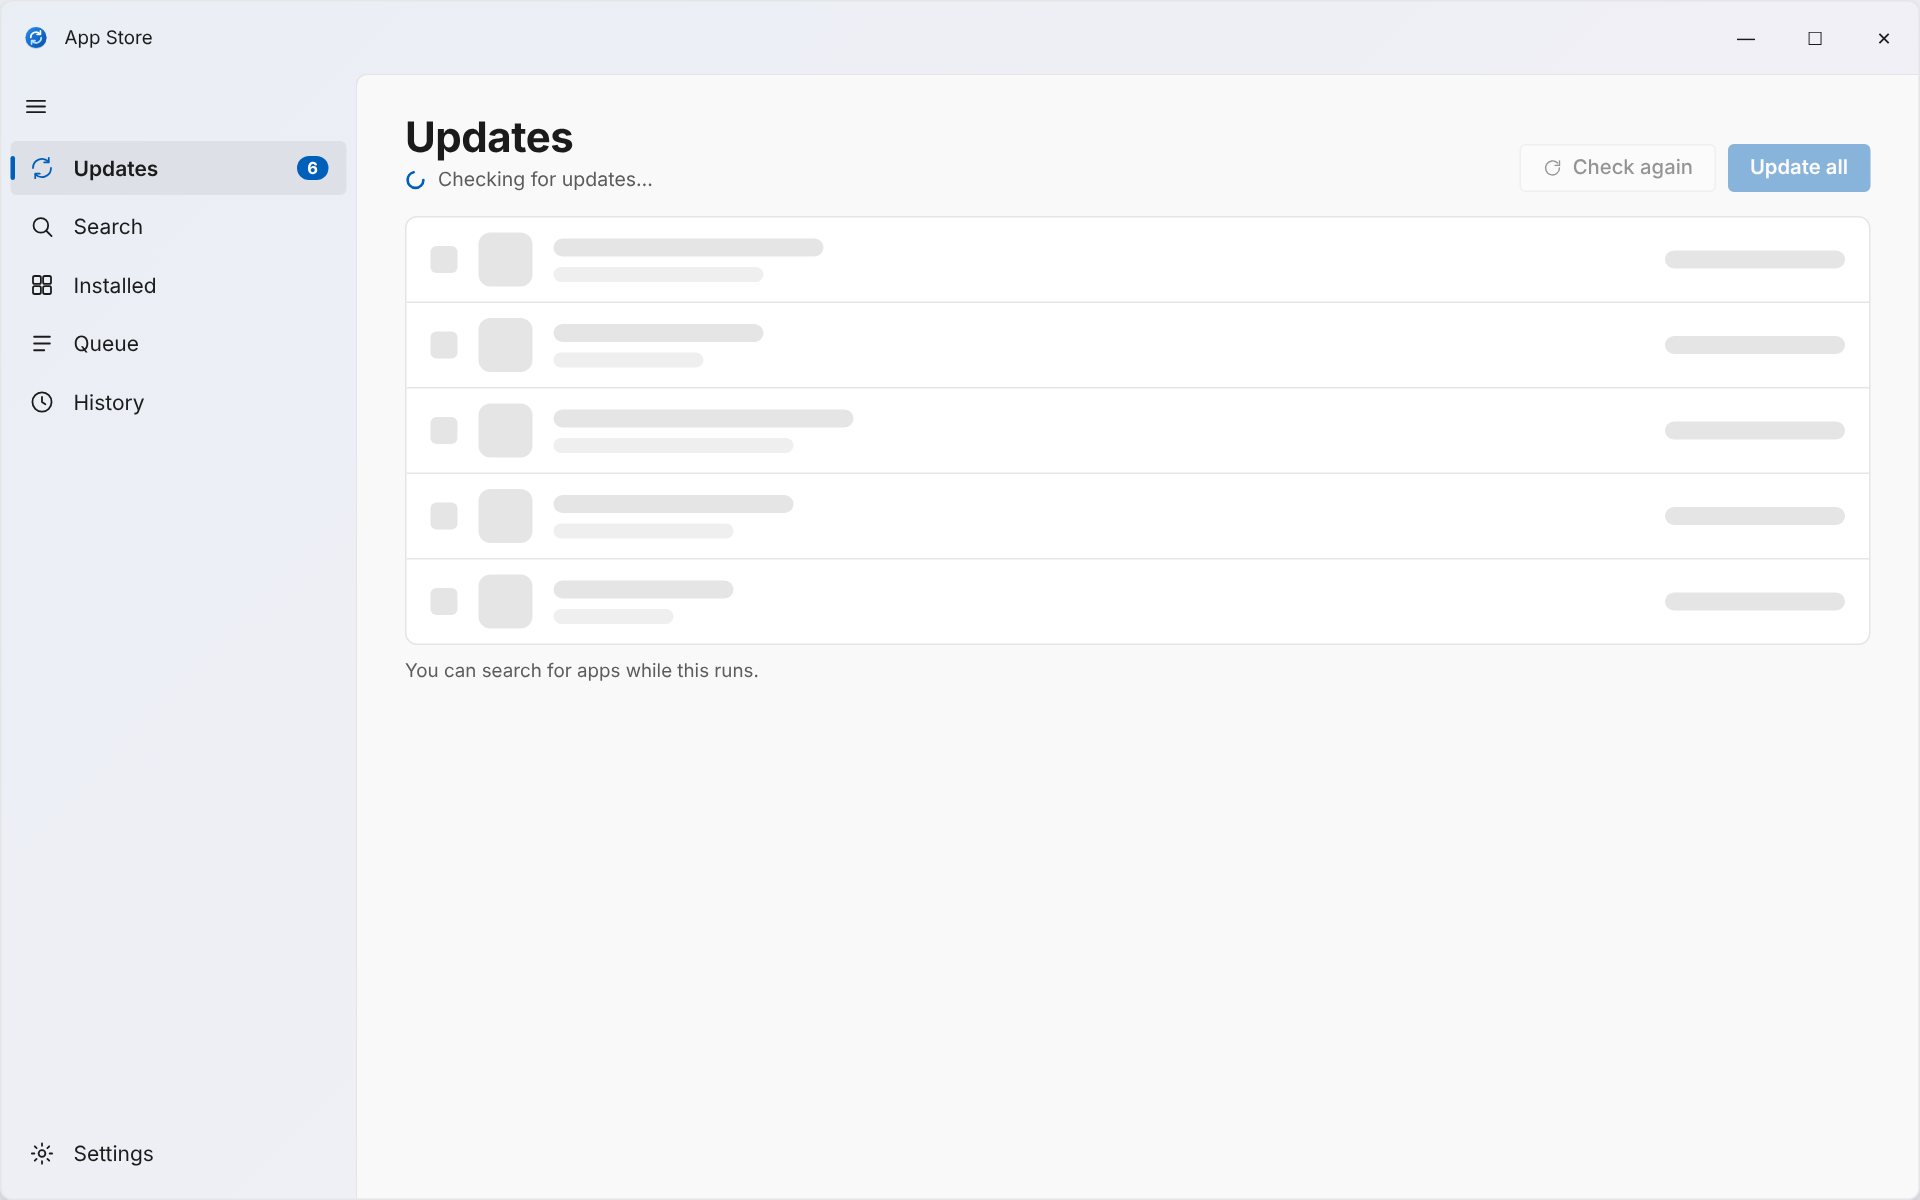 App Store
Updates
6
Search
Installed
Queue
History
Settings
Updates
Checking for updates...
Check again
Update all
You can search for apps while this runs.